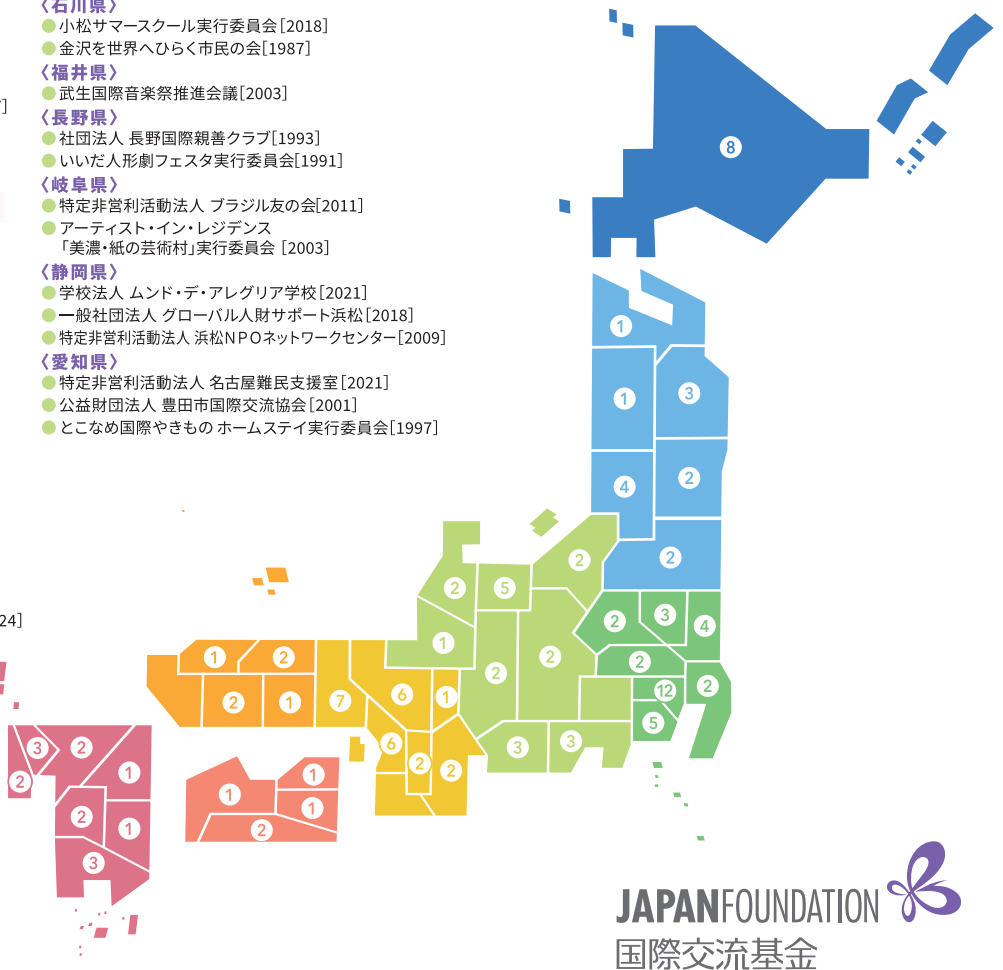 〈石川県〉
●小松サマースクール実行委員会[2018]
●金沢を世界へひらく市民の会[1987]
〈福井県〉
●武生国際音楽祭推進会議[2003]
〈長野県〉
●社団法人 長野国際親善クラブ[1993]
●いいだ人形劇フェスタ実行委員会[1991]
〈岐阜県〉
●特定非営利活動法人 ブラジル友の会[2011]
●アーティスト・イン・レジデンス
「美濃・紙の芸術村」実行委員会 [2003]
〈静岡県〉
●学校法人 ムンド・デ・アレグリア学校[2021]
●一般社団法人 グローバル人財サポート浜松[2018]
●特定非営利活動法人 浜松NPOネットワークセンター[2009]
〈愛知県〉
●特定非営利活動法人 名古屋難民支援室[2021]
●公益財団法人 豊田市国際交流協会[2001]
●とこなめ国際やきもの ホームステイ実行委員会[1997]
24]
8
1
1
3
4
2
2
2
2
5
2
3
4
1
2
2
2
1
2
2
12
2
2
1
7
6
1
5
6
2
2
3
3
3
2
1
2
1
1
2
1
1
2
3
JAPANFOUNDATION
国際交流基金